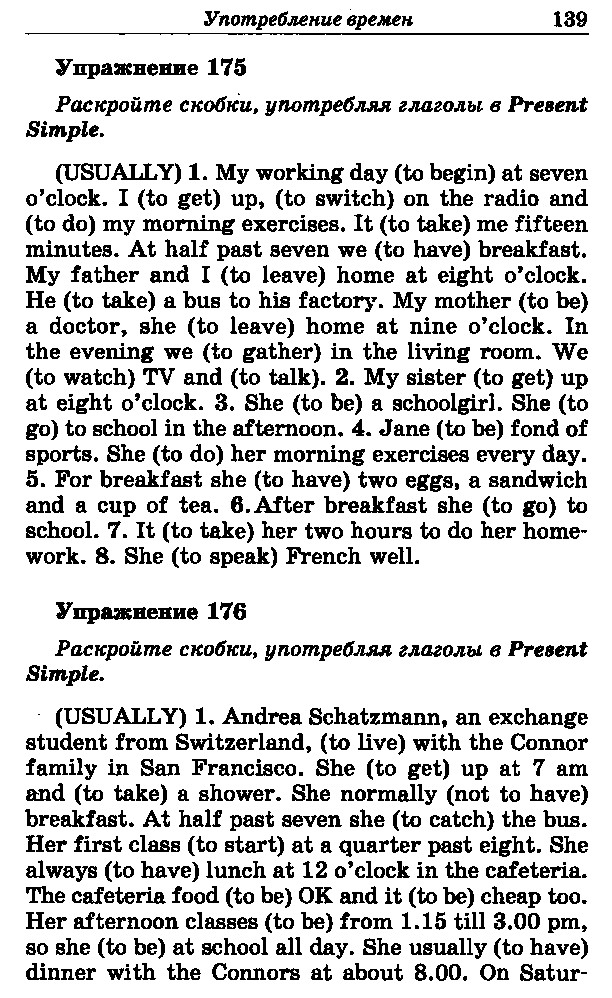 Употребление времен 139
Упражнение 175
Раскройте скобки, употребляя глаголы в Present
Simple.
(USUALLY) 1. My working day (to begin) at seven
o’clock. I (to get) up, (to switch) on the radio and
(to do) my morning exercises. It (to take) me fifteen
minutes. At half past seven we (to have) breakfast.
My father and I (to leave) home at eight o’clock.
He (to take) a bus to his factory. My mother (to be)
a doctor, she (to leave) home at nine o’clock. In
the evening we (to gather) in the living room. We
(to watch) TV and (to talk). 2. My sister (to get) up
at eight o’clock. 3. She (to be) a schoolgirl. She (to
go) to school in the afternoon. 4. Jane (to be) fond of
sports. She (to do) her morning exercises every day.
5. For breakfast she (to have) two eggs, a sandwich
and a cup of tea. 6.After breakfast she (to go) to
school. 7. It (to take) her two hours to do her home-
work. 8. She (to speak) French well.
Упражнение 176
Раскройте скобки, употребляя глаголы в Present
Simple.
(USUALLY) 1. Andrea Schatzmann, an exchange
student from Switzerland, (to live) with the Connor
family in San Francisco. She (to get) up at 7 am
and (to take) a shower. She normally (not to have)
breakfast. At half past seven she (to catch) the bus.
Her first class (to start) at a quarter past eight. She
always (to have) lunch at 12 o’clock in the cafeteria.
The cafeteria food (to be) OK and it (to be) cheap too.
Her afternoon classes (to be) from 1.15 till 3.00 pm,
so she (to be) at school all day. She usually (to have)
dinner with the Connors at about 8.00. On Satur-